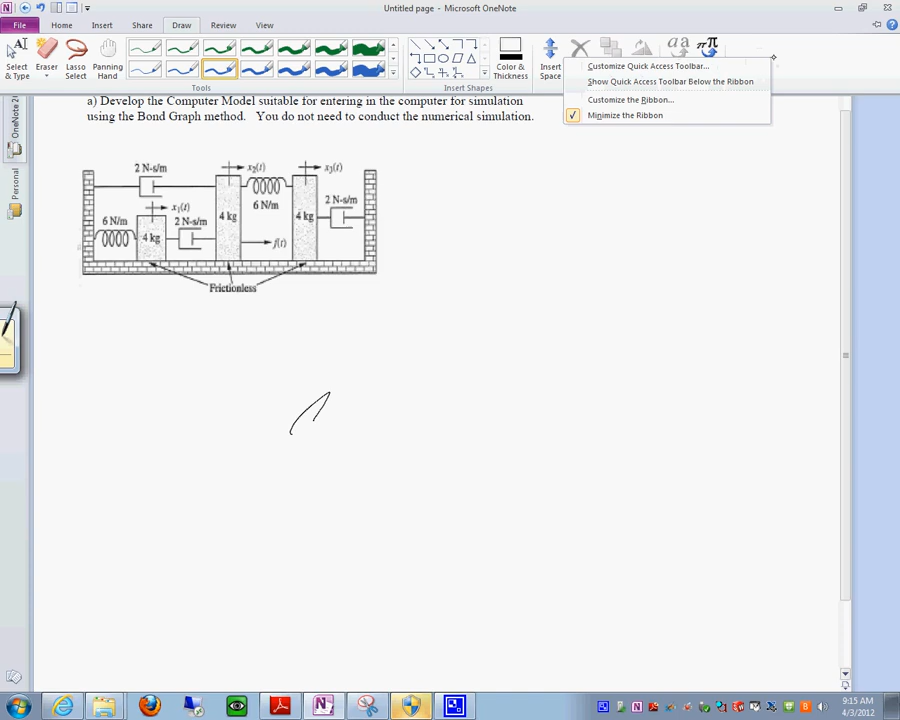 Untitled page - Microsoft OneNote
File Home Insert Share Draw Review View
Select & Type
Eraser
Lasso Select
Panning Hand
Color & Thickness
Insert Space
Tools
Insert Shapes
Customize Quick Access Toolbar...
Show Quick Access Toolbar Below the Ribbon
Customize the Ribbon...
Minimize the Ribbon
OneNote 2
Personal
a) Develop the Computer Model suitable for entering in the computer for simulation
using the Bond Graph method. You do not need to conduct the numerical simulation.
2 N-s/m
x₂(t)
x₃(t)
x₁(t)
6 N/m
2 N-s/m
6 N/m
2 N-s/m
4 kg
4 kg
4 kg
f(t)
Frictionless
9:15 AM
4/3/2012